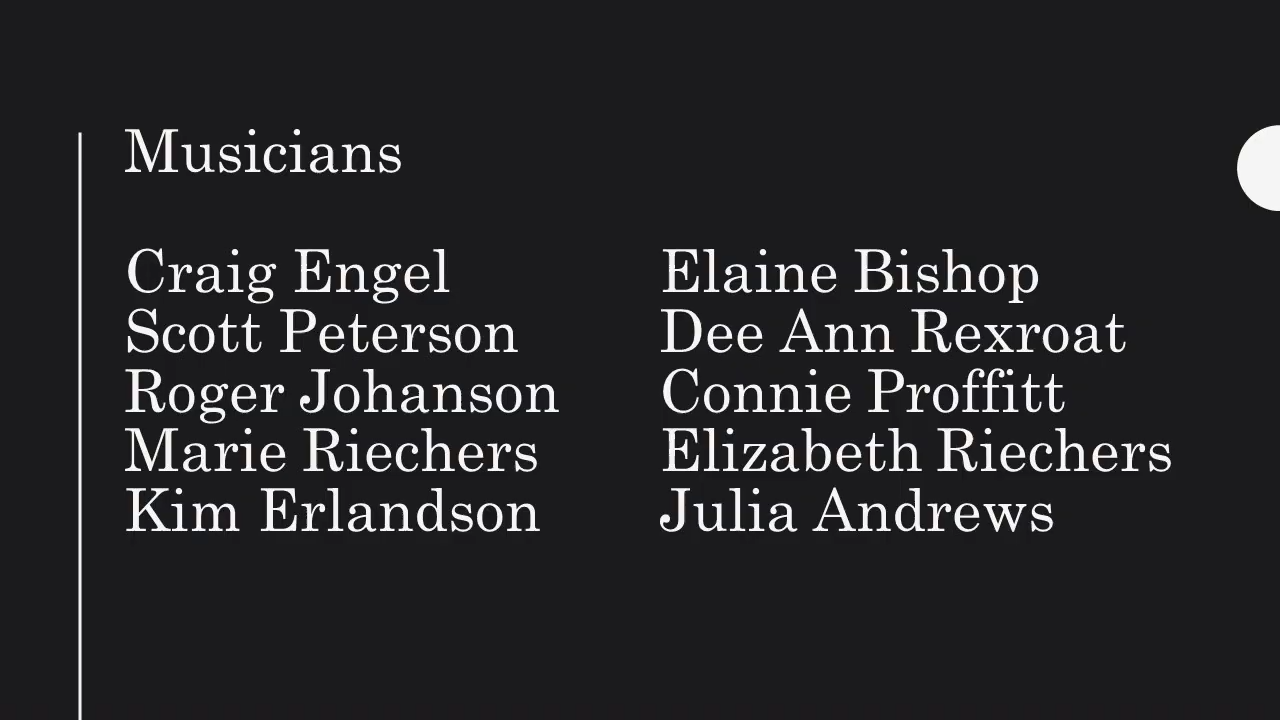 Musicians
Craig Engel
Scott Peterson
Roger Johanson
Marie Riechers
Kim Erlandson
Elaine Bishop
Dee Ann Rexroat
Connie Proffitt
Elizabeth Riechers
Julia Andrews